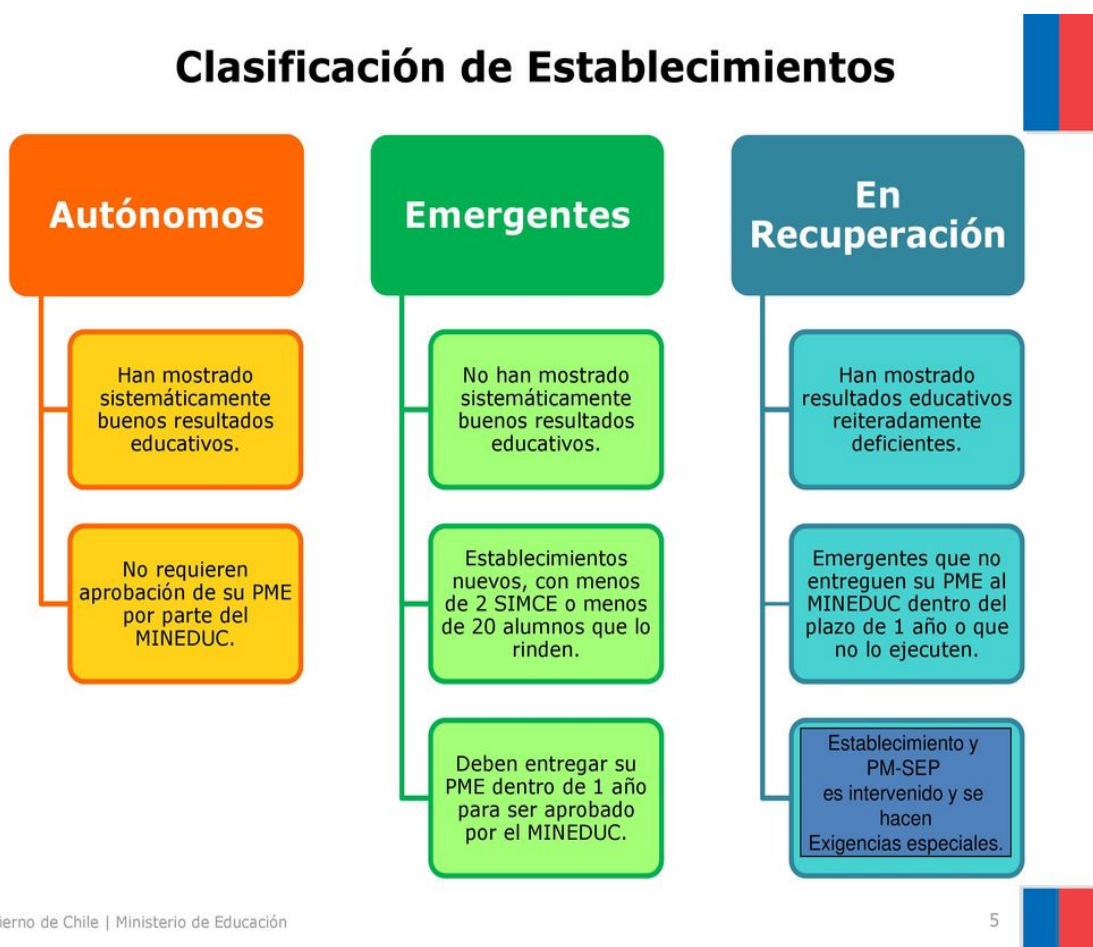 Clasificación de Establecimientos
Autónomos
Han mostrado
sistemáticamente
buenos resultados
educativos.
No requieren
aprobación de su PME
por parte del
MINEDUC.
Emergentes
No han mostrado
sistemáticamente
buenos resultados
educativos.
Establecimientos
nuevos, con menos
de 2 SIMCE o menos
de 20 alumnos que lo
rinden.
Deben entregar su
PME dentro de 1 año
para ser aprobado
por el MINEDUC.
En
Recuperación
Han mostrado
resultados educativos
reiteradamente
deficientes.
Emergentes que no
entreguen su PME al
MINEDUC dentro del
plazo de 1 año o que
no lo ejecuten.
Establecimiento y
PM-SEP
es intervenido y se
hacen
Exigencias especiales.
ierno de Chile | Ministerio de Educación
5